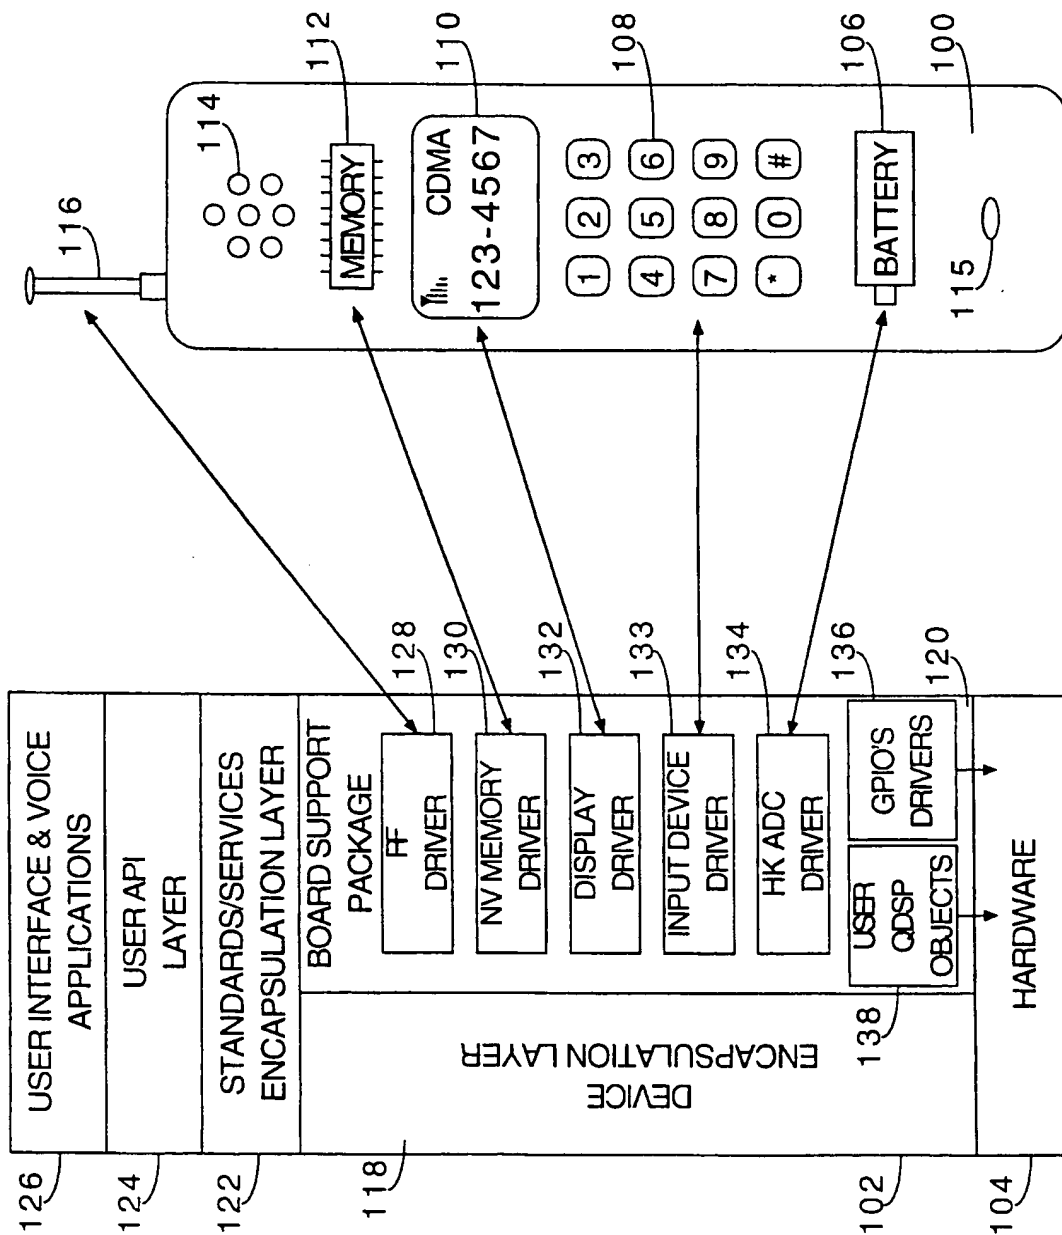 126
USER INTERFACE & VOICE
APPLICATIONS
124
USER API
LAYER
122
STANDARDS/SERVICES
ENCAPSULATION LAYER
118
DEVICE
ENCAPSULATION LAYER
BOARD SUPPORT
PACKAGE
RF
DRIVER
128
NV MEMORY
DRIVER
130
DISPLAY
DRIVER
132
INPUT DEVICE
DRIVER
133
HK ADC
DRIVER
134
USER
QDSP
OBJECTS
138
GPIO'S
DRIVERS
136
120
102
HARDWARE
104
116
114
MEMORY
112
CDMA
123-4567
110
1 2 3
4 5 6
7 8 9
* 0 #
108
BATTERY
106
115
100